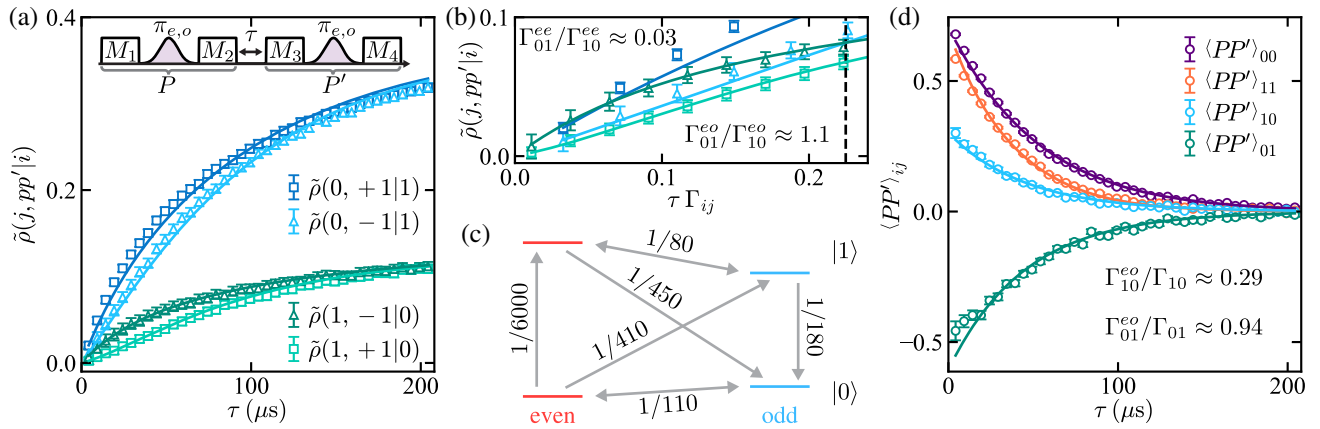 (a)
M₁ πₑ,ₒ M₂ τ M₃ πₑ,ₒ M₄
P P′
ρ̃(j, pp′|i)
0.4
0.2
0.0
ρ̃(0, +1|1)
ρ̃(0, −1|1)
ρ̃(1, −1|0)
ρ̃(1, +1|0)
0 100 200
τ (μs)
(b)
ρ̃(j, pp′|i)
0.1
0.0
Γ₀₁ᵉᵉ/Γ₁₀ᵉᵉ ≈ 0.03
Γ₀₁ᵉᵒ/Γ₁₀ᵉᵒ ≈ 1.1
0.0 0.1 0.2
τ Γᵢⱼ
(c)
1/80
|1⟩
1/6000
1/450
1/410
1/180
1/110
|0⟩
even odd
(d)
⟨PP′⟩ᵢⱼ
0.5
0.0
−0.5
⟨PP′⟩₀₀
⟨PP′⟩₁₁
⟨PP′⟩₁₀
⟨PP′⟩₀₁
Γ₁₀ᵉᵒ/Γ₁₀ ≈ 0.29
Γ₀₁ᵉᵒ/Γ₀₁ ≈ 0.94
0 100 200
τ (μs)